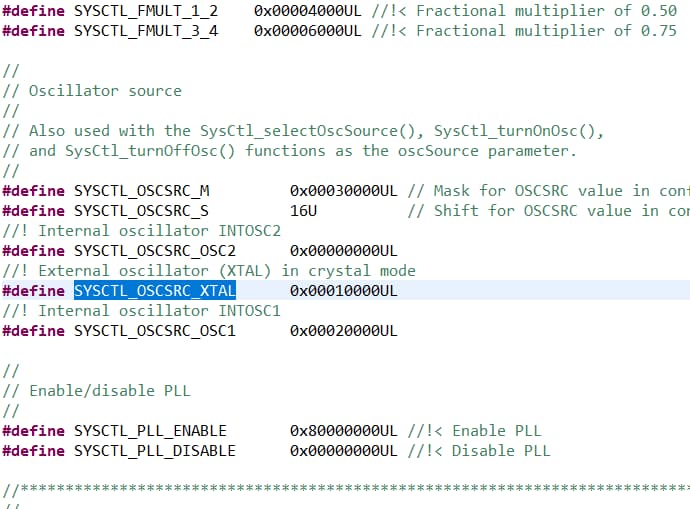 #define SYSCTL_FMULT_1_2    0x00004000UL //!< Fractional multiplier of 0.50
#define SYSCTL_FMULT_3_4    0x00006000UL //!< Fractional multiplier of 0.75
//
// Oscillator source
//
// Also used with the SysCtl_selectOscSource(), SysCtl_turnOnOsc(),
// and SysCtl_turnOffOsc() functions as the oscSource parameter.
//
#define SYSCTL_OSCSRC_M         0x00030000UL // Mask for OSCSRC value in conf
#define SYSCTL_OSCSRC_S         16U          // Shift for OSCSRC value in con
//! Internal oscillator INTOSC2
#define SYSCTL_OSCSRC_OSC2      0x00000000UL
//! External oscillator (XTAL) in crystal mode
#define SYSCTL_OSCSRC_XTAL      0x00010000UL
//! Internal oscillator INTOSC1
#define SYSCTL_OSCSRC_OSC1      0x00020000UL
//
// Enable/disable PLL
//
#define SYSCTL_PLL_ENABLE       0x80000000UL //!< Enable PLL
#define SYSCTL_PLL_DISABLE      0x00000000UL //!< Disable PLL
//***************************************************************************
//